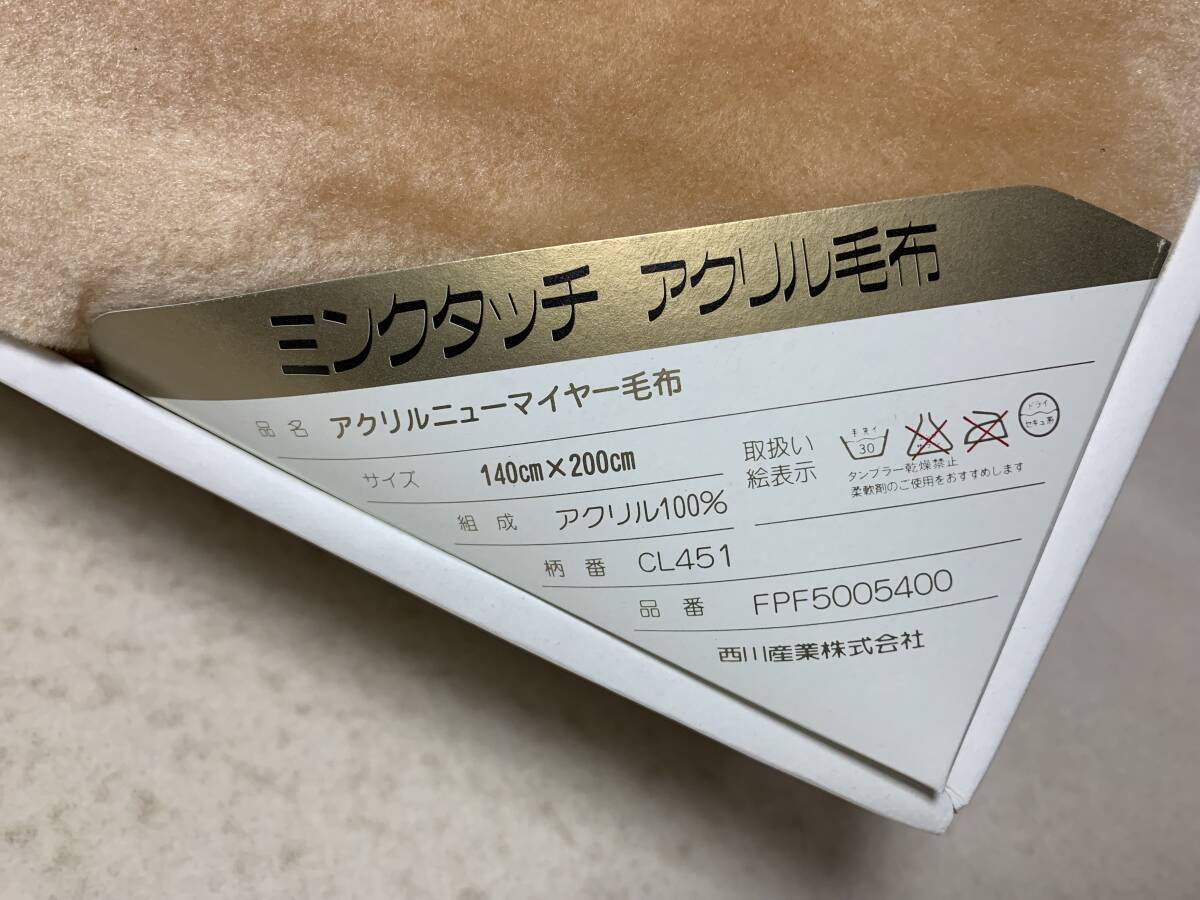 ミンクタッチ アクリル毛布
品名 アクリルニューマイヤー毛布
サイズ 140cm×200cm
組成 アクリル100%
柄番 CL451
品番 FPF5005400
西川産業株式会社
取扱い
絵表示
手洗イ
30
ドライ
セキユ系
タンブラー乾燥禁止
柔軟剤のご使用をおすすめします